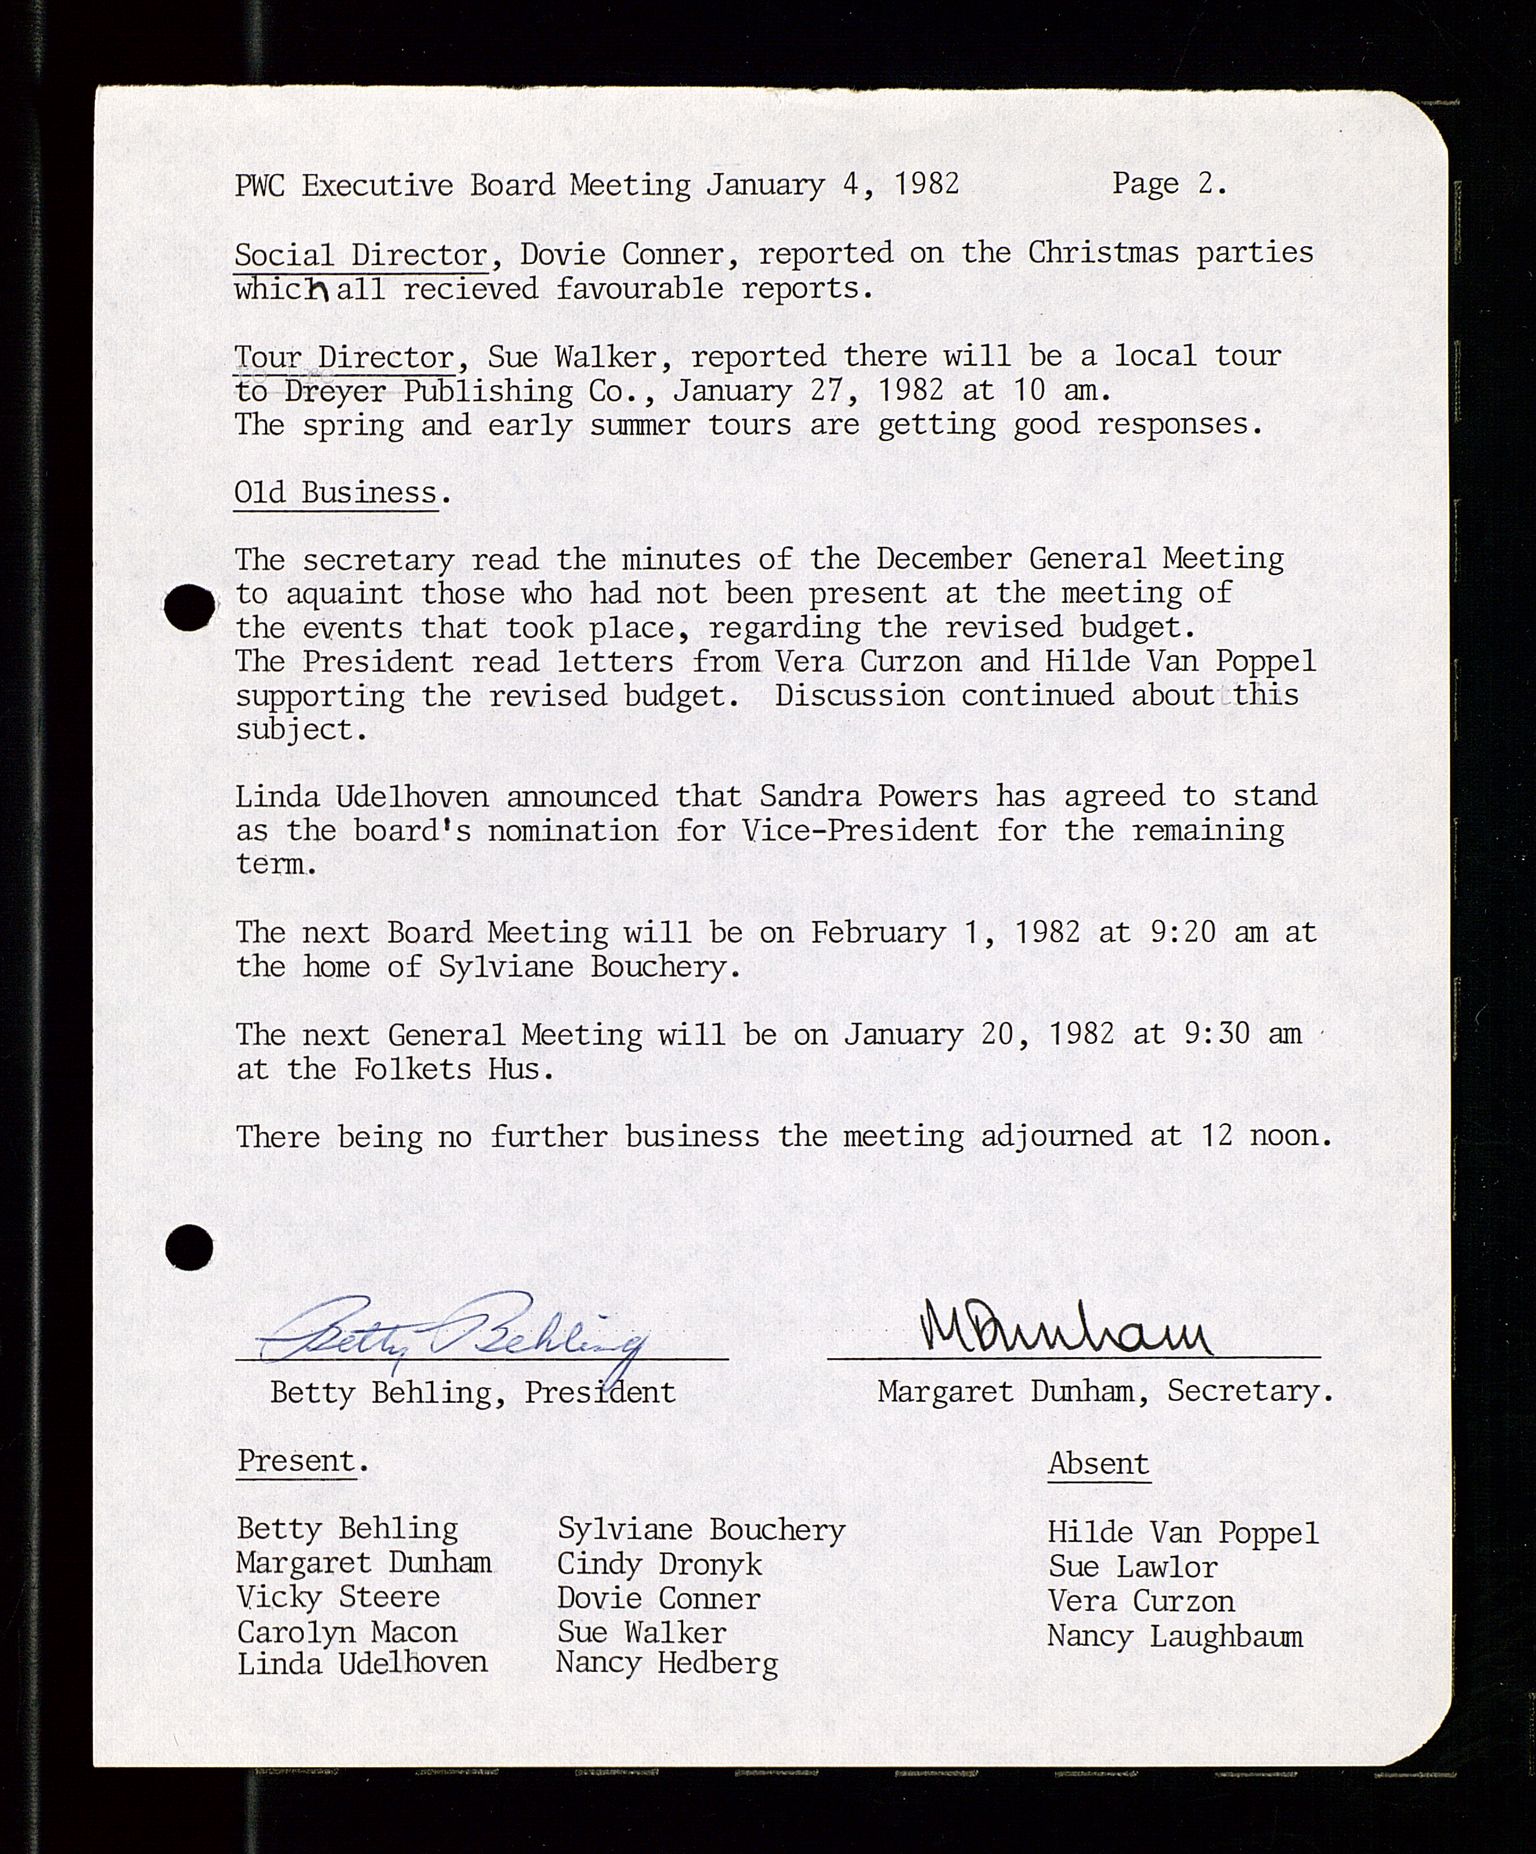 PWC Executive Board Meeting January 4, 1982 Page 2.
Social Director, Dovie Conner, reported on the Christmas parties
which all recieved favourable reports.
Tour Director, Sue Walker, reported there will be a local tour
to Dreyer Publishing Co., January 27, 1982 at 10 am.
The spring and early summer tours are getting good responses.
Old Business.
The secretary read the minutes of the December General Meeting
to aquaint those who had not been present at the meeting of
the events that took place, regarding the revised budget.
The President read letters from Vera Curzon and Hilde Van Poppel
supporting the revised budget. Discussion continued about this
subject.
Linda Udelhoven announced that Sandra Powers has agreed to stand
as the board's nomination for Vice-President for the remaining
term.
The next Board Meeting will be on February 1, 1982 at 9:20 am at
the home of Sylviane Bouchery.
The next General Meeting will be on January 20, 1982 at 9:30 am
at the Folkets Hus.
There being no further business the meeting adjourned at 12 noon.
Betty Behling MDunham
Betty Behling, President Margaret Dunham, Secretary.
Present. Absent
Betty Behling Sylviane Bouchery Hilde Van Poppel
Margaret Dunham Cindy Dronyk Sue Lawlor
Vicky Steere Dovie Conner Vera Curzon
Carolyn Macon Sue Walker Nancy Laughbaum
Linda Udelhoven Nancy Hedberg